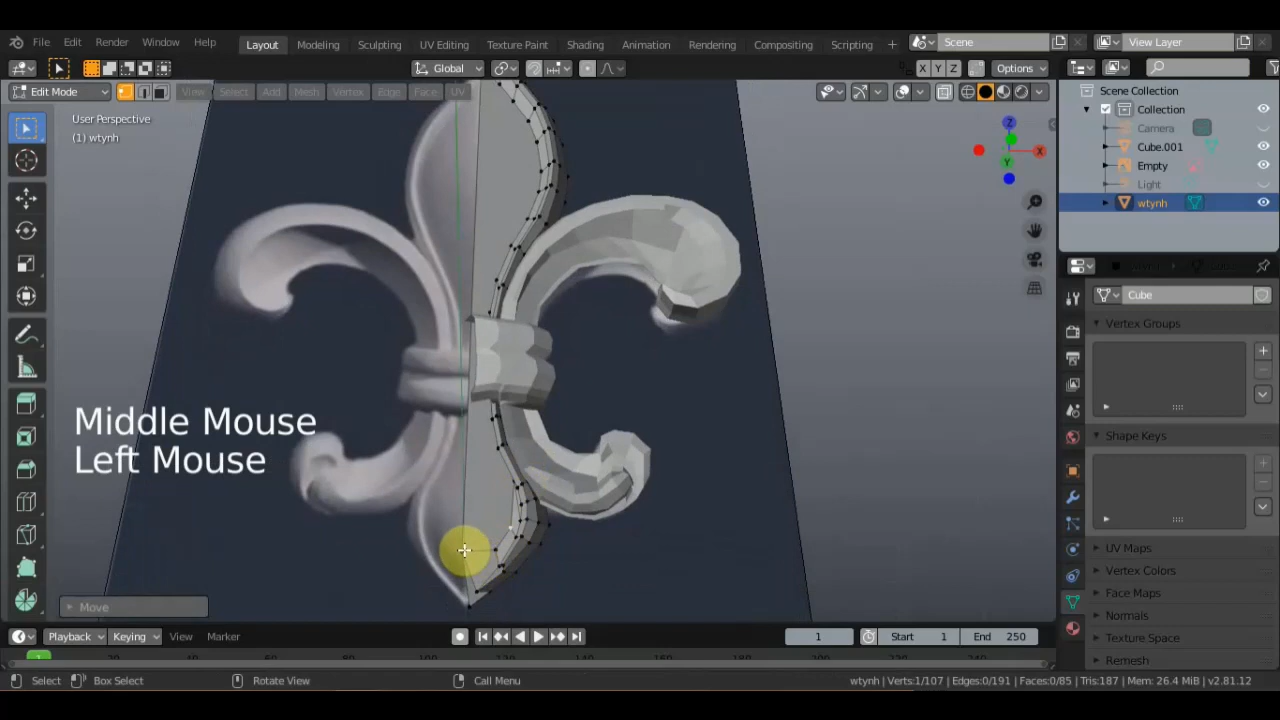 File Edit Render Window Help Layout Modeling Sculpting UV Editing Texture Paint Shading Animation Rendering Compositing Scripting + Scene View Layer
Global X Y Z Options
Edit Mode View Select Add Mesh Vertex Edge Face UV
Scene Collection
User Perspective
(1) wtynh
Collection
Camera
Cube.001
Empty
Light
wtynh
Z
X
Y
Cube
Vertex Groups
Middle Mouse
Left Mouse
Shape Keys
UV Maps
Vertex Colors
Face Maps
Normals
Texture Space
Remesh
Move
Playback Keying View Marker 1 Start 1 End 250
1
Select Box Select Rotate View Call Menu wtynh | Verts:1/107 | Edges:0/191 | Faces:0/85 | Tris:187 | Mem: 26.4 MiB | v2.81.12